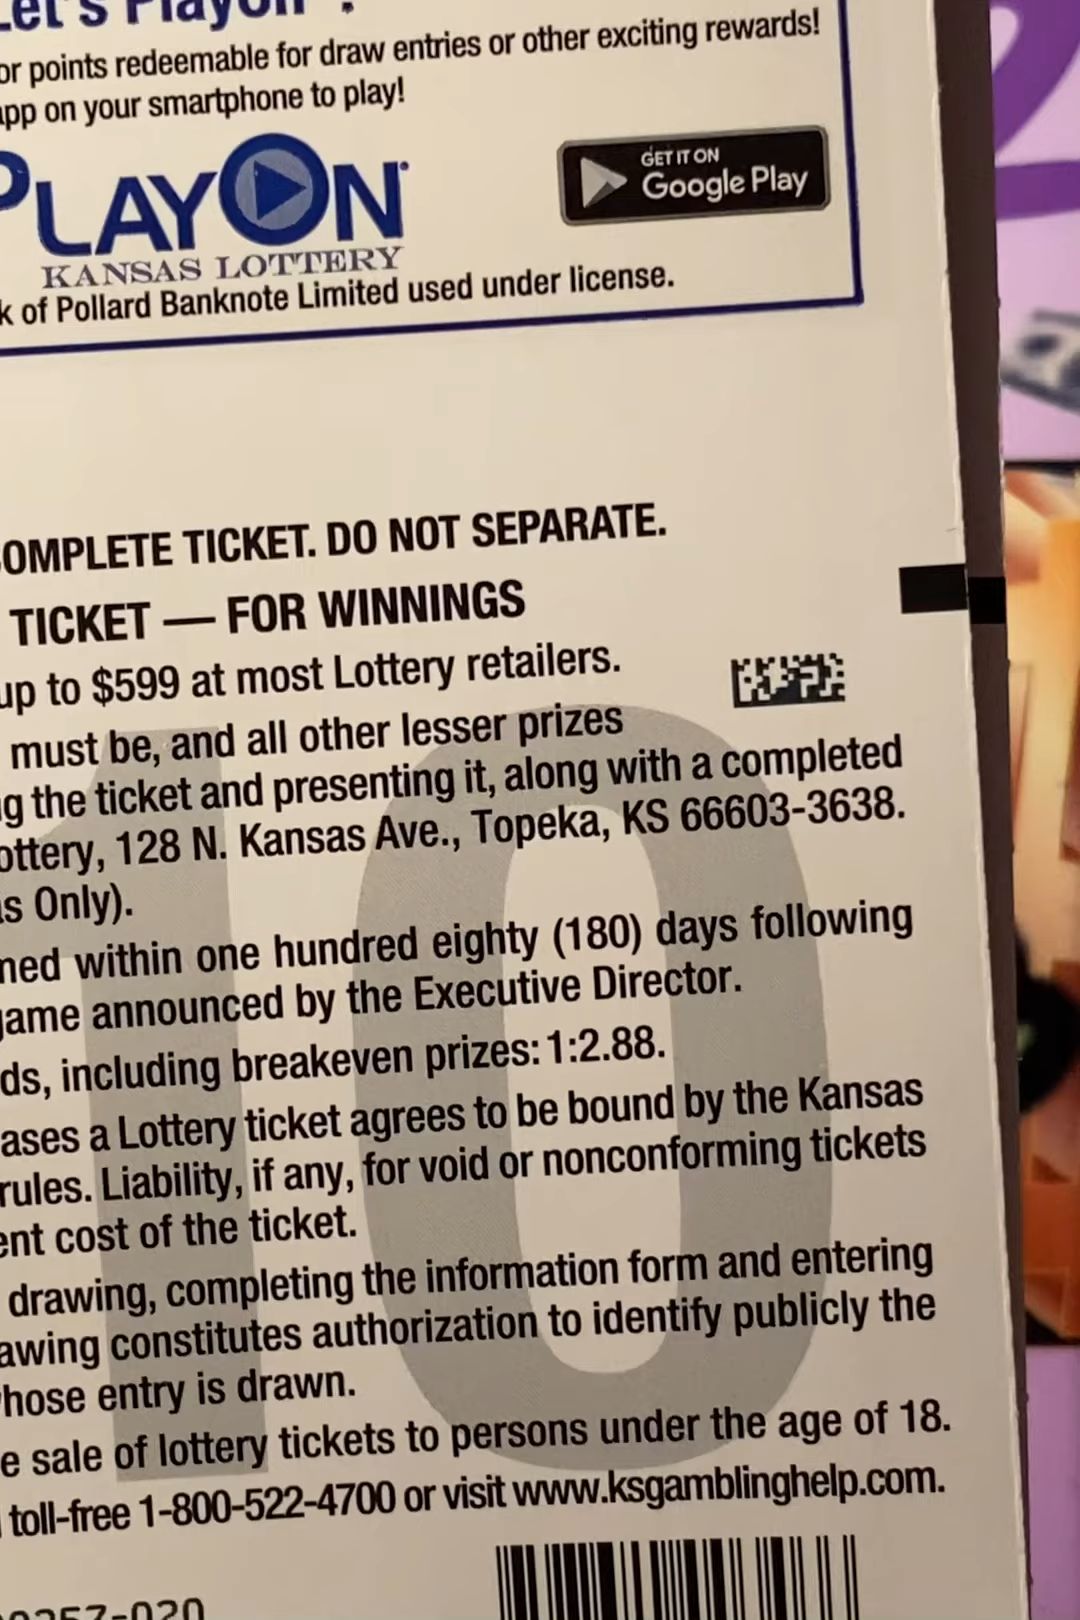 Let's PlayOn
or points redeemable for draw entries or other exciting rewards!
app on your smartphone to play!
PLAYON
GET IT ON
Google Play
KANSAS LOTTERY
k of Pollard Banknote Limited used under license.
OMPLETE TICKET. DO NOT SEPARATE.
TICKET — FOR WINNINGS
up to $599 at most Lottery retailers.
must be, and all other lesser prizes
g the ticket and presenting it, along with a completed
ottery, 128 N. Kansas Ave., Topeka, KS 66603-3638.
s Only).
ned within one hundred eighty (180) days following
game announced by the Executive Director.
ds, including breakeven prizes: 1:2.88.
ases a Lottery ticket agrees to be bound by the Kansas
rules. Liability, if any, for void or nonconforming tickets
ent cost of the ticket.
drawing, completing the information form and entering
awing constitutes authorization to identify publicly the
whose entry is drawn.
e sale of lottery tickets to persons under the age of 18.
toll-free 1-800-522-4700 or visit www.ksgamblinghelp.com.
10
257-020